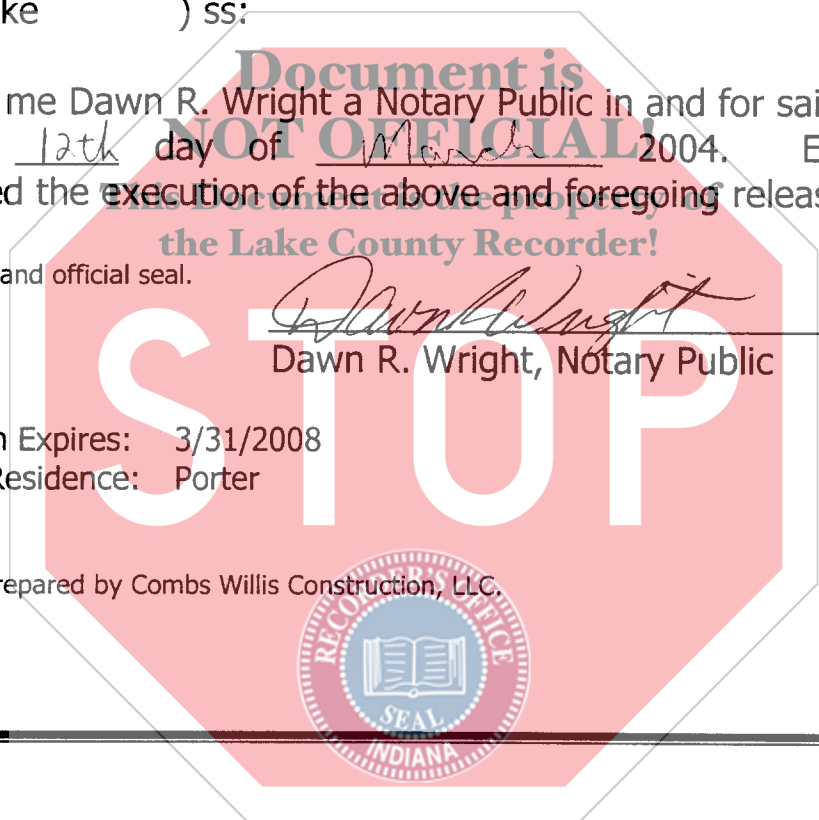 ke ) ss:
Document is
me Dawn R. Wright a Notary Public in and for sai
NOT OFFICIAL!
12th day of March 2004. E
This Document is the property of
ed the execution of the above and foregoing releas
the Lake County Recorder!
and official seal.
Dawn R Wright
Dawn R. Wright, Notary Public
STOP
n Expires: 3/31/2008
Residence: Porter
repared by Combs Willis Construction, LLC.
RECORDER'S OFFICE
SEAL
INDIANA